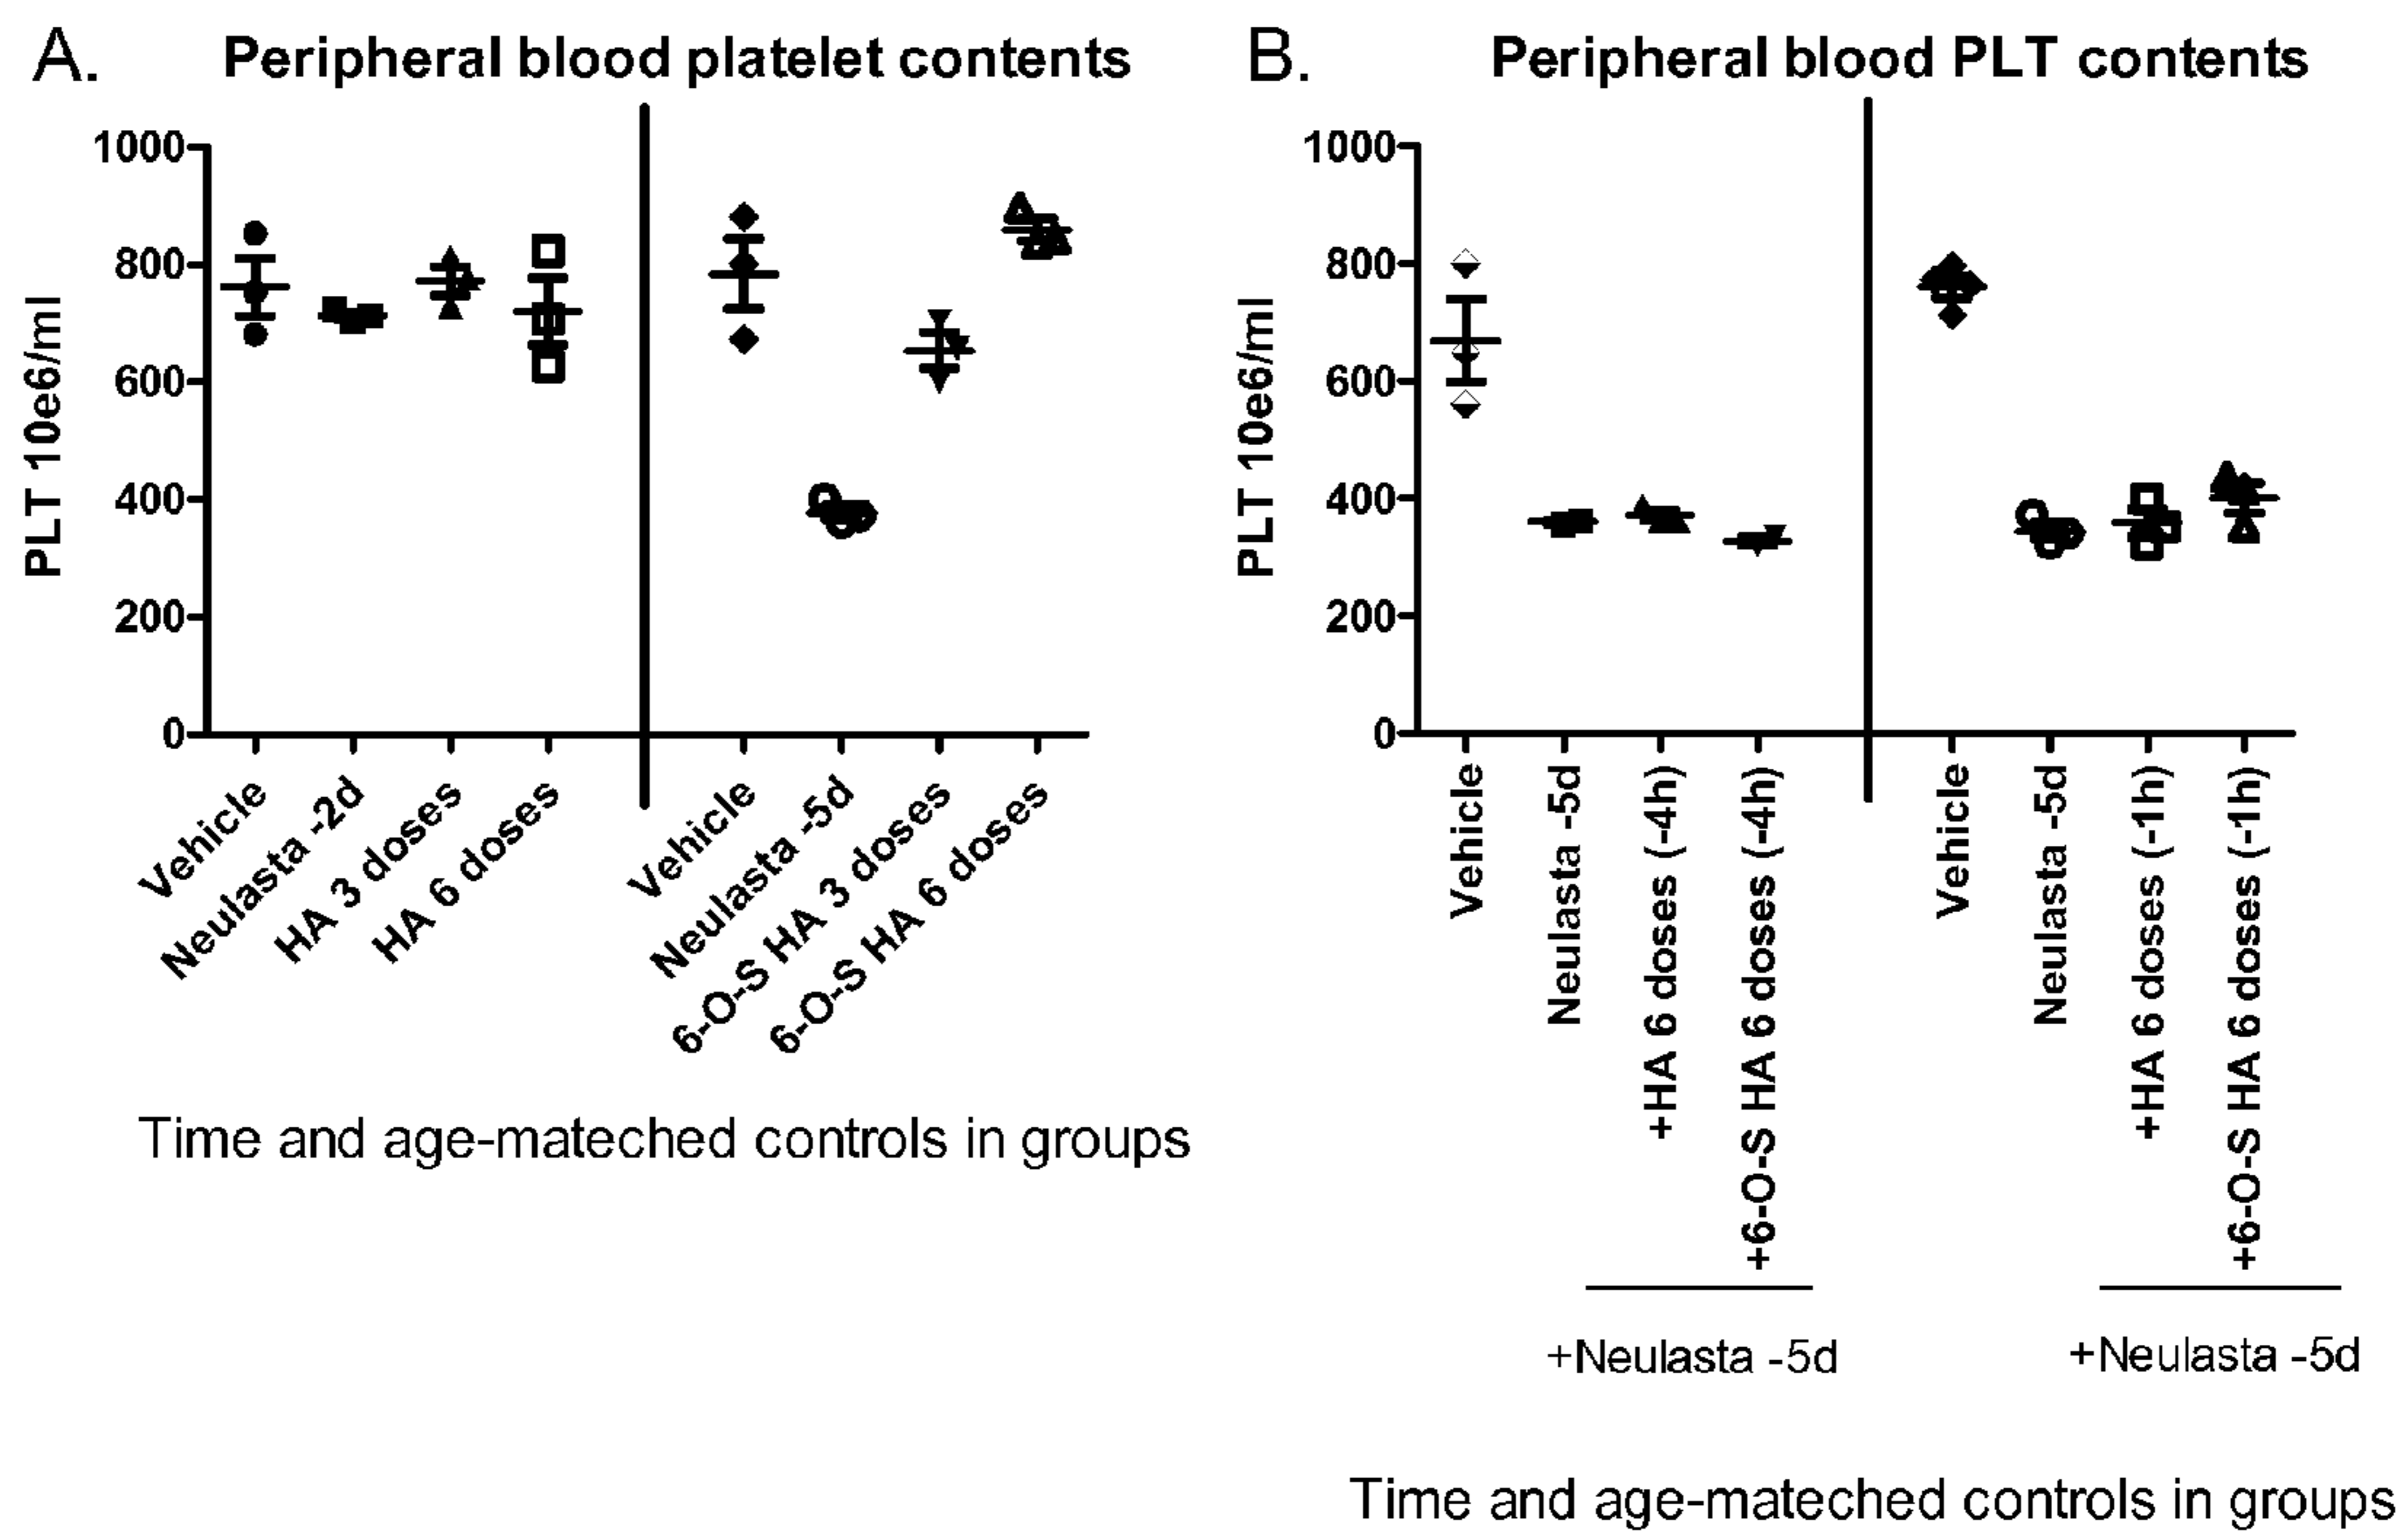 A.
Peripheral blood platelet contents
PLT 10e6/ml
1000
800
600
400
200
0
Vehicle
Neulasta -2d
HA 3 doses
HA 6 doses
Vehicle
Neulasta -5d
6-O-S HA 3 doses
6-O-S HA 6 doses
Time and age-mateched controls in groups
B.
Peripheral blood PLT contents
PLT 10e6/ml
1000
800
600
400
200
0
Vehicle
Neulasta -5d
+HA 6 doses (-4h)
+6-O-S HA 6 doses (-4h)
Vehicle
Neulasta -5d
+HA 6 doses (-1h)
+6-O-S HA 6 doses (-1h)
+Neulasta -5d
+Neulasta -5d
Time and age-mateched controls in groups